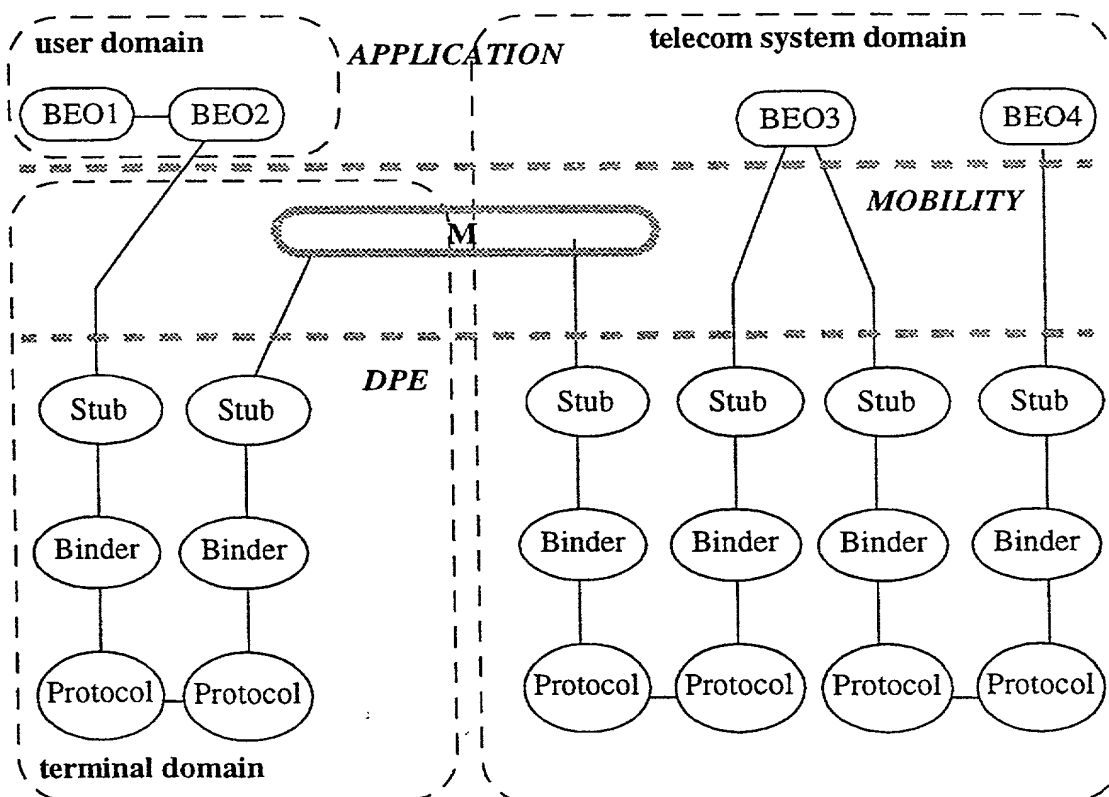 user domain
APPLICATION
telecom system domain
BEO1
BEO2
BEO3
BEO4
MOBILITY
M
DPE
Stub
Stub
Stub
Stub
Stub
Stub
Binder
Binder
Binder
Binder
Binder
Binder
Protocol
Protocol
Protocol
Protocol
Protocol
Protocol
terminal domain